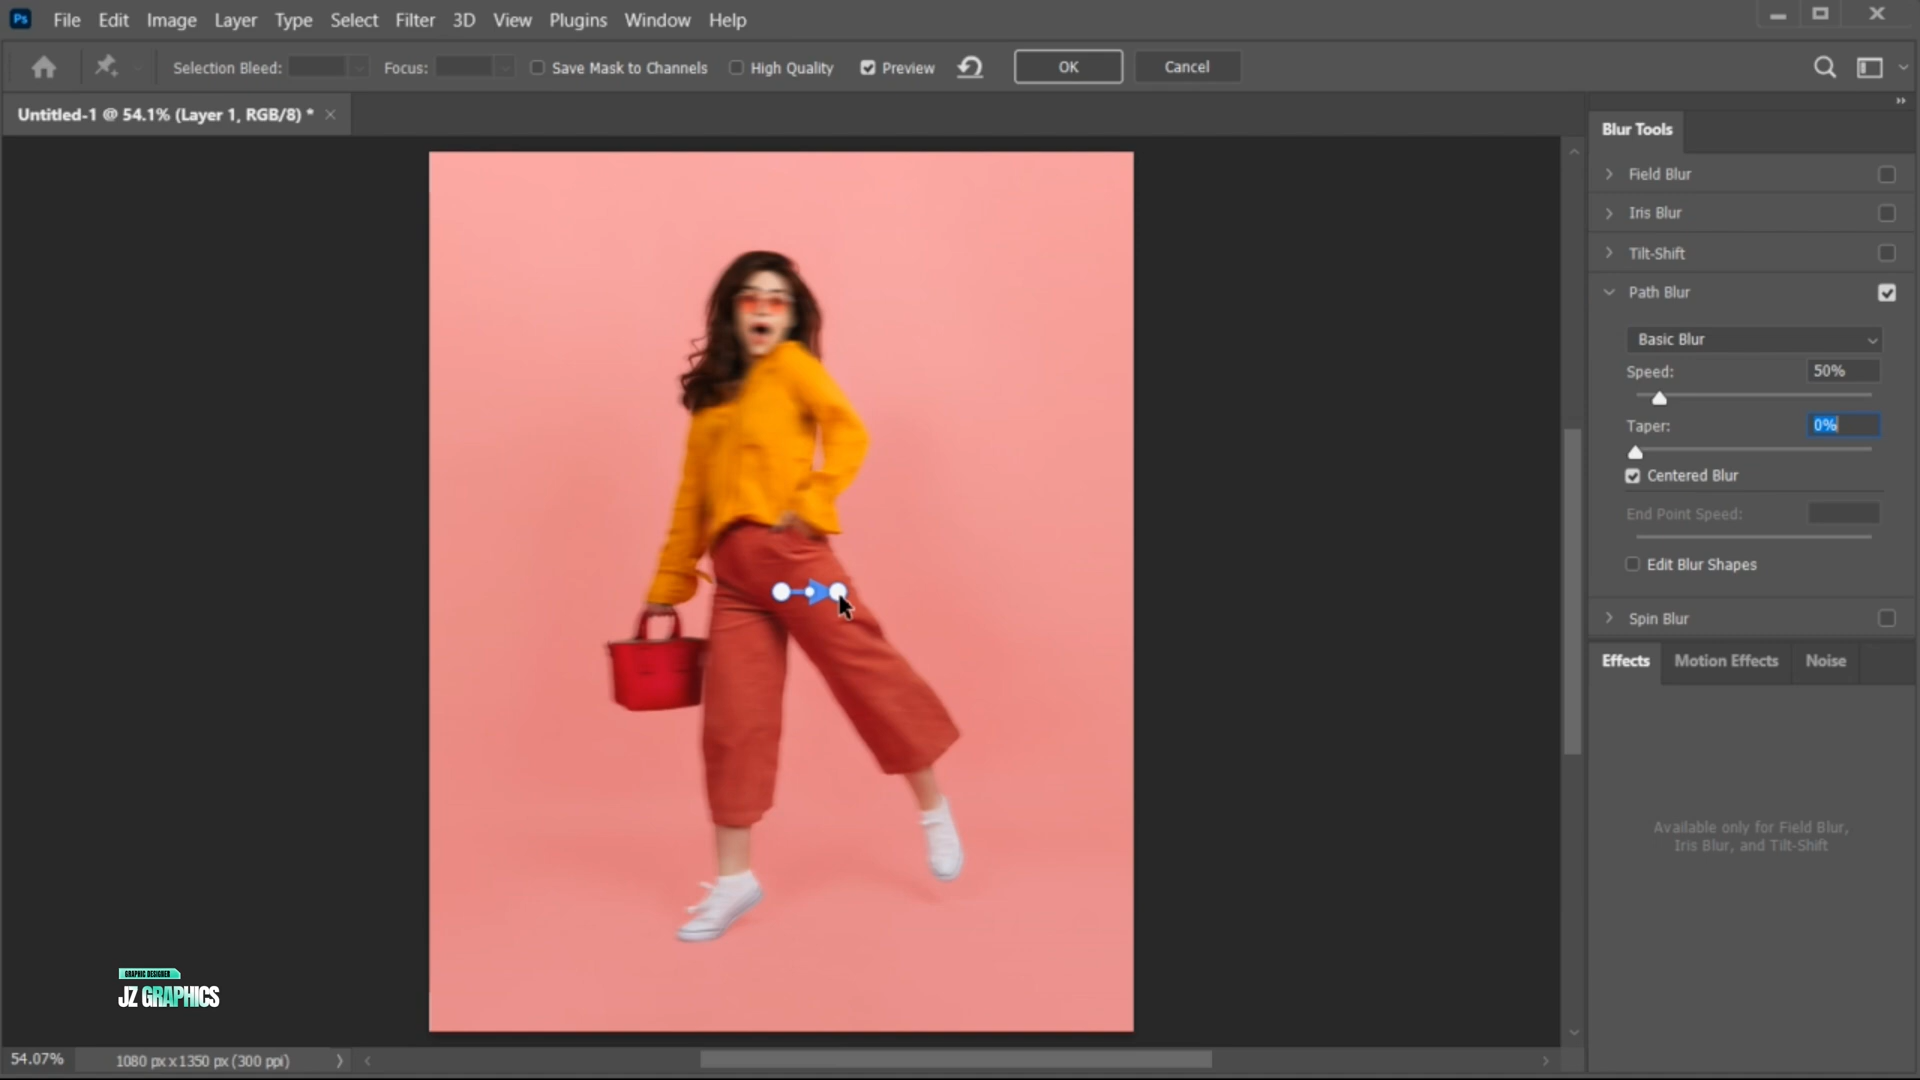 Ps File Edit Image Layer Type Select Filter 3D View Plugins Window Help
Selection Bleed: Focus: Save Mask to Channels High Quality Preview OK Cancel
Untitled-1 @ 54.1% (Layer 1, RGB/8) *
Blur Tools
Field Blur
Iris Blur
Tilt-Shift
Path Blur
Basic Blur
Speed: 50%
Taper: 0%
Centered Blur
End Point Speed:
Edit Blur Shapes
Spin Blur
Effects Motion Effects Noise
Available only for Field Blur,
Iris Blur, and Tilt-Shift
GRAPHIC DESIGNER
JZ GRAPHICS
54.07% 1080 px x 1350 px (300 ppi)